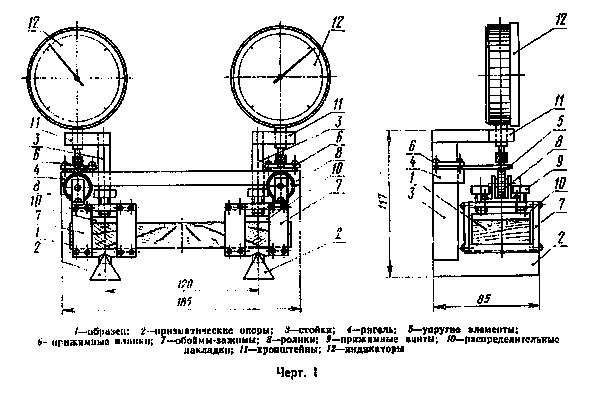 12 12 12
11 11 11
3 3
6 6 6 5
4 8 4 8
8 10 1 9
10 7 3 10
7 7
1
2 2 2
117
120
185 85
1—образец; 2—призматические опоры; 3—стойки; 4—ригель; 5—упругие элементы;
6—прижимные планки; 7—обоймы-зажимы; 8—ролики; 9—прижимные винты; 10—распределительные
накладки; 11—кронштейны; 12—индикаторы
Черт. 1